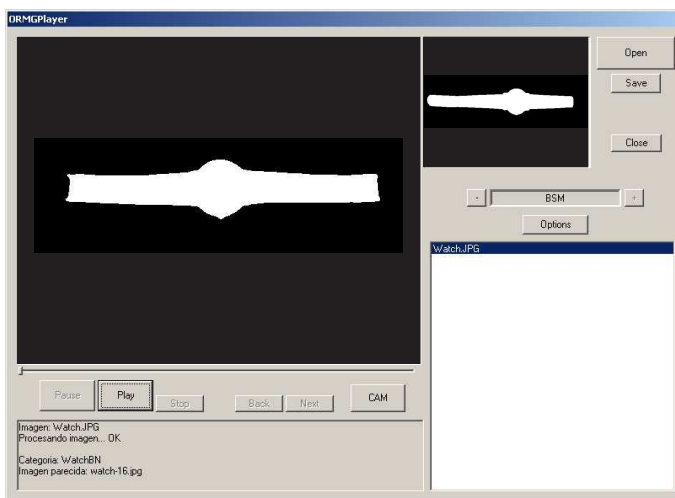 ORMGPlayer
Open
Save
Close
- BSM +
Options
Watch.JPG
Pause Play Stop Back Next CAM
Imagen: Watch.JPG
Procesando imagen... OK
Categoria: WatchBN
Imagen parecida: watch-16.jpg